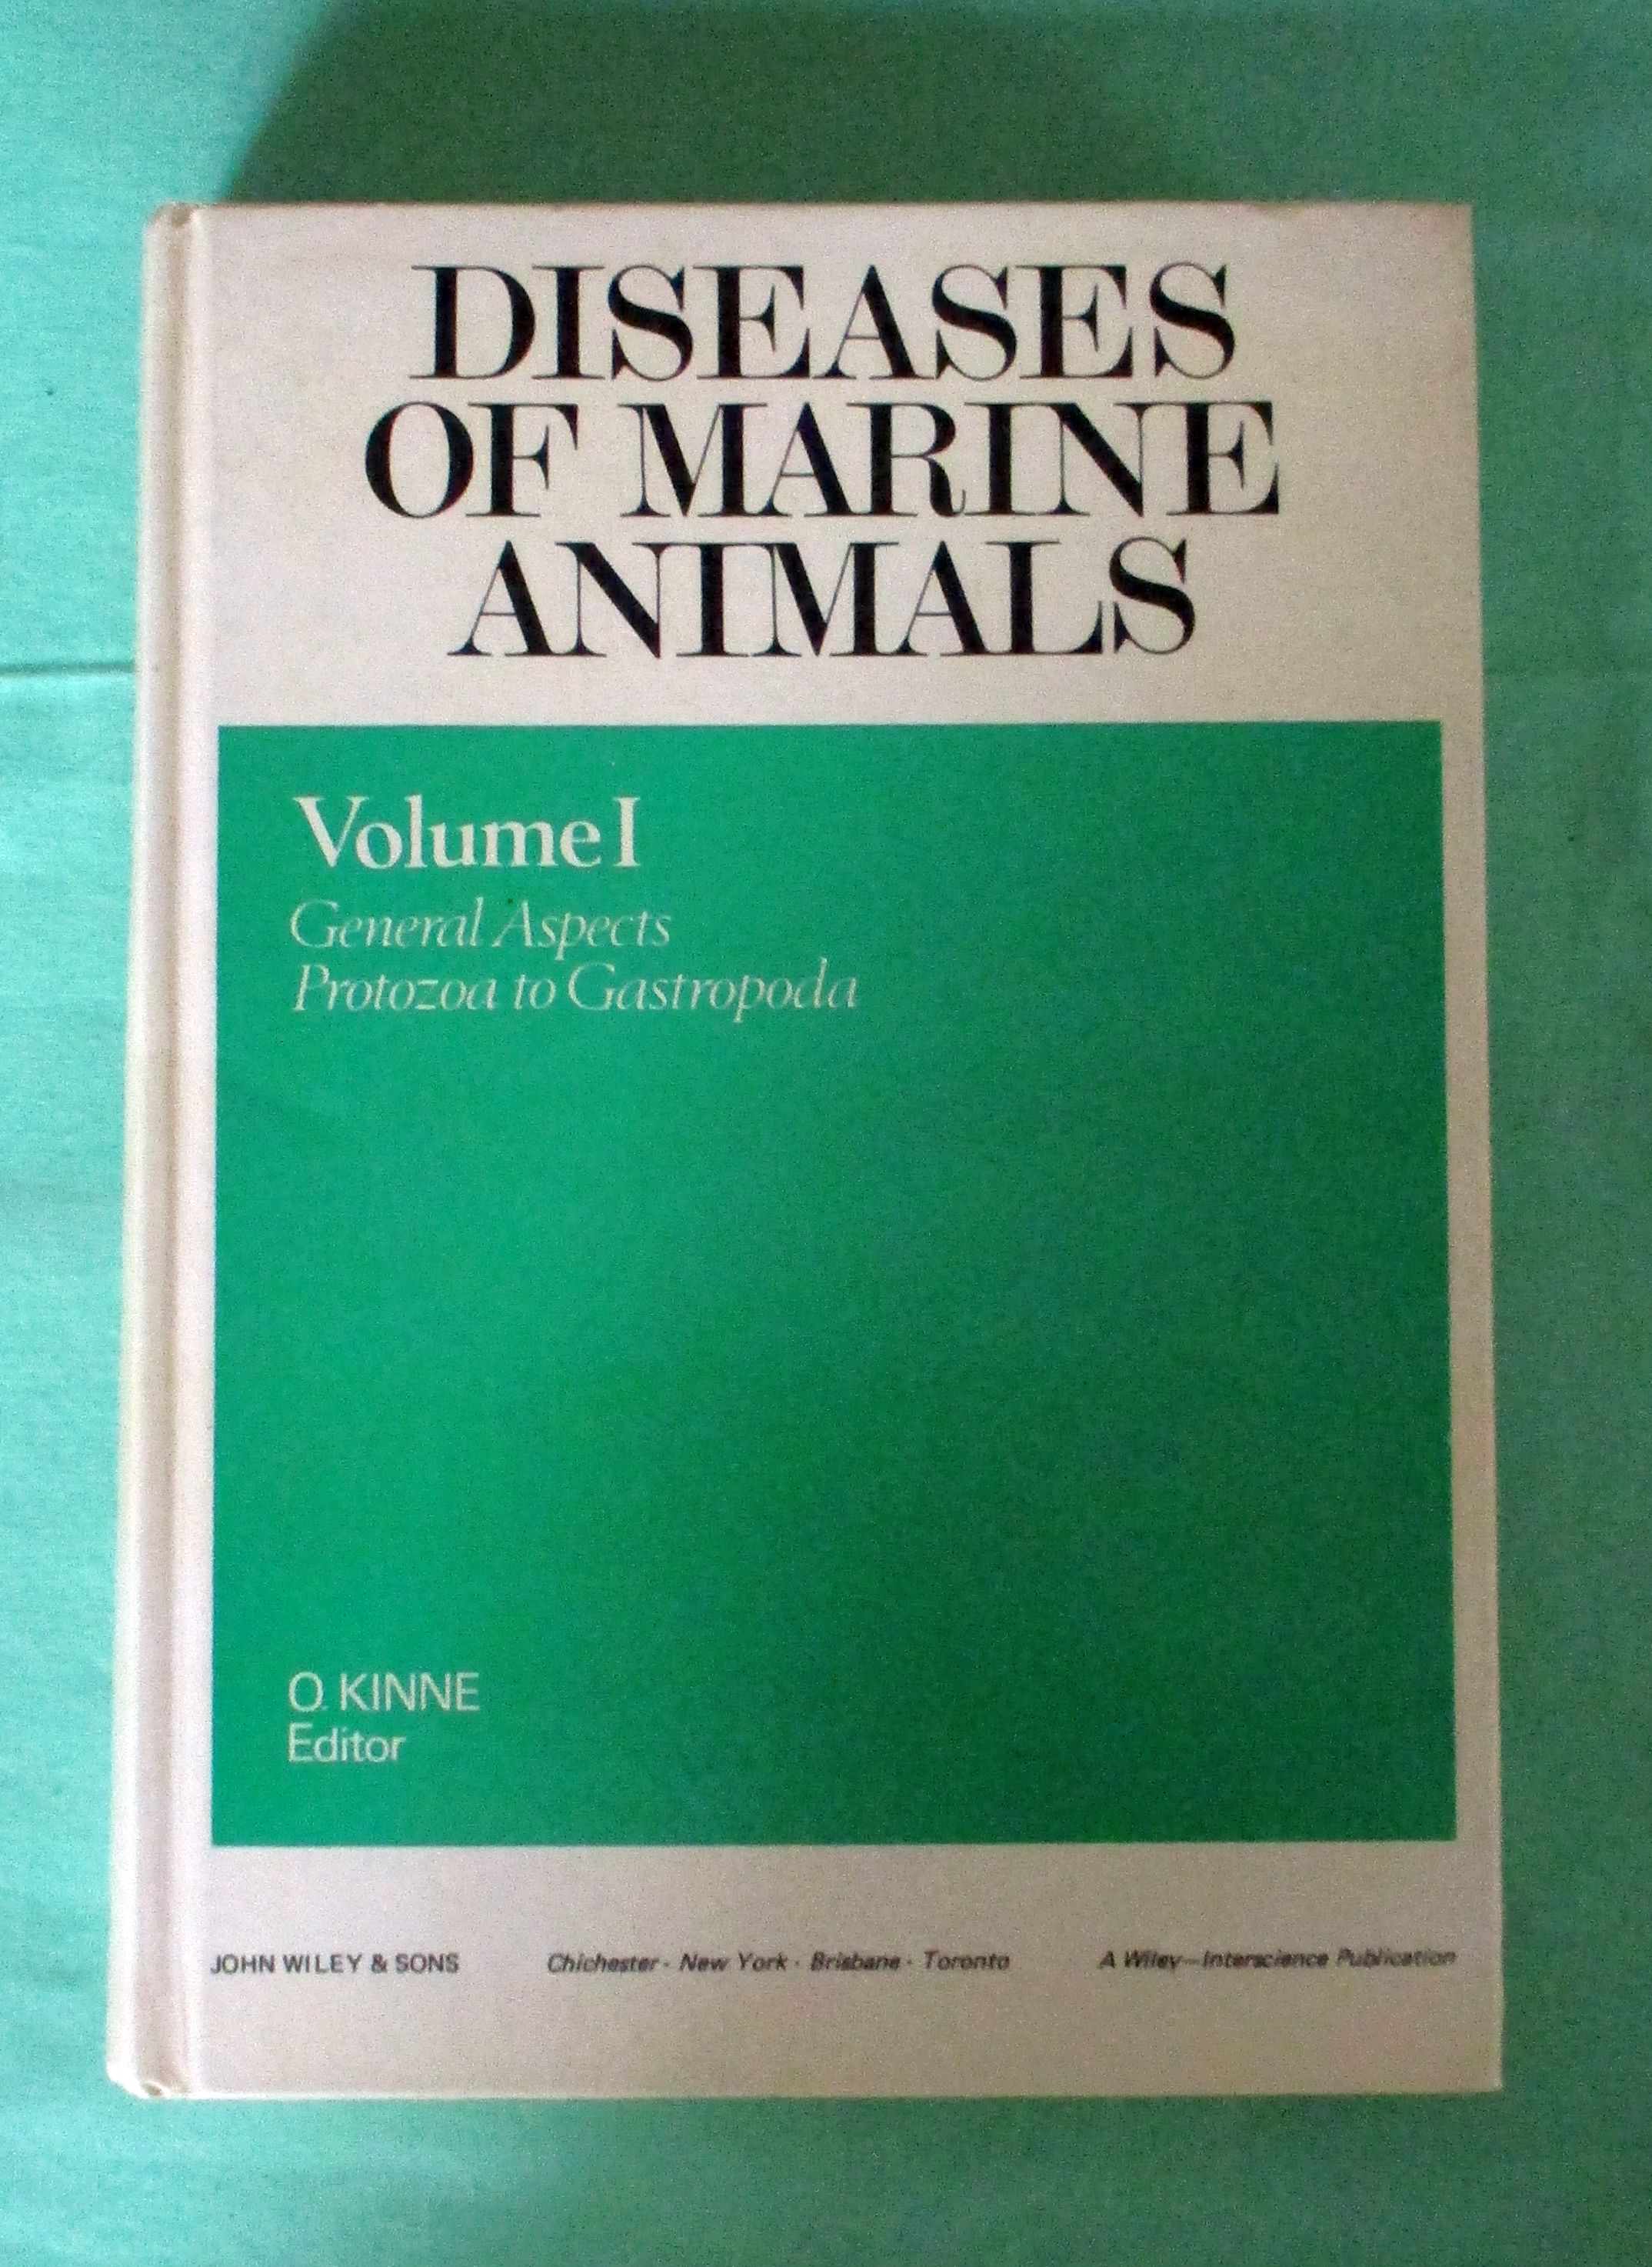 DISEASES
OF MARINE
ANIMALS
Volume I
General Aspects
Protozoa to Gastropoda
O. KINNE
Editor
JOHN WILEY & SONS Chichester · New York · Brisbane · Toronto A Wiley—Interscience Publication